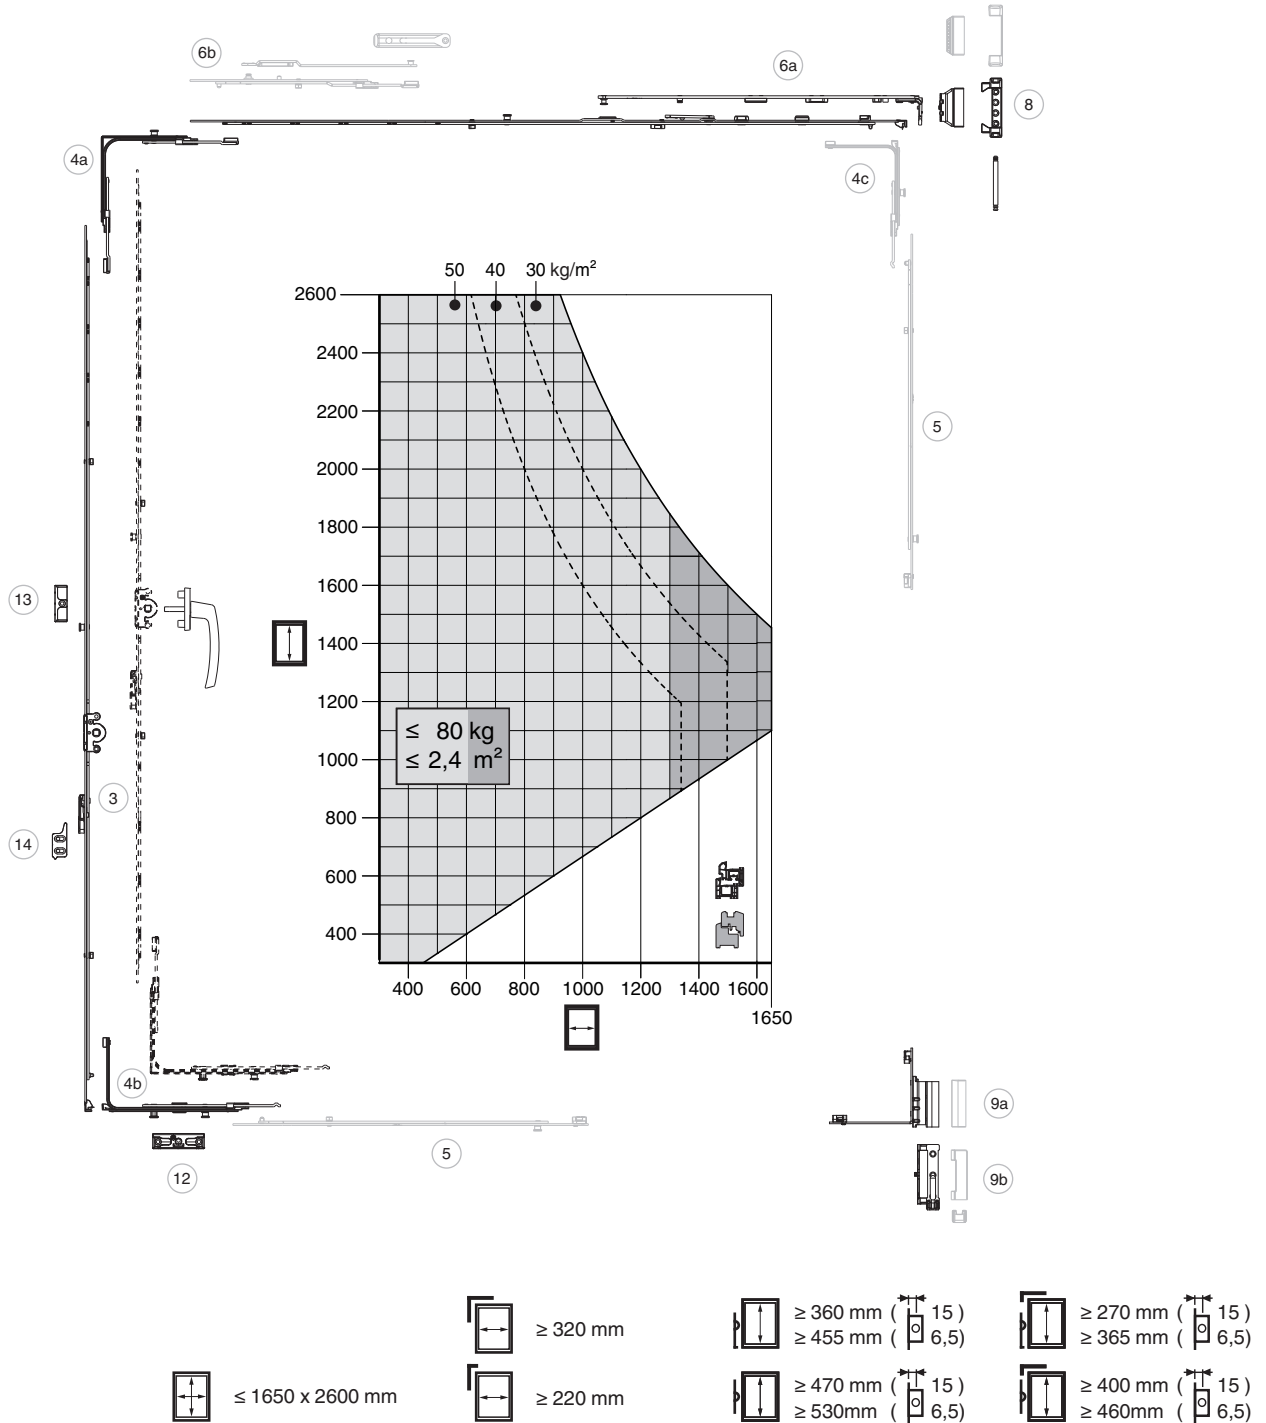 6b
6a
8
4a
4c
50 40 30 kg/m²
2600
2400
2200
5
2000
1800
13
1600
1400
1200
≤ 80 kg
≤ 2,4 m²
1000
3
14
800
600
400
400 600 800 1000 1200 1400 1600
1650
4b
9a
5
12
9b
≥ 320 mm
≥ 360 mm ( 15 )
≥ 455 mm ( 6,5)
≥ 270 mm ( 15 )
≥ 365 mm ( 6,5)
≤ 1650 x 2600 mm
≥ 220 mm
≥ 470 mm ( 15 )
≥ 530mm ( 6,5)
≥ 400 mm ( 15 )
≥ 460mm ( 6,5)